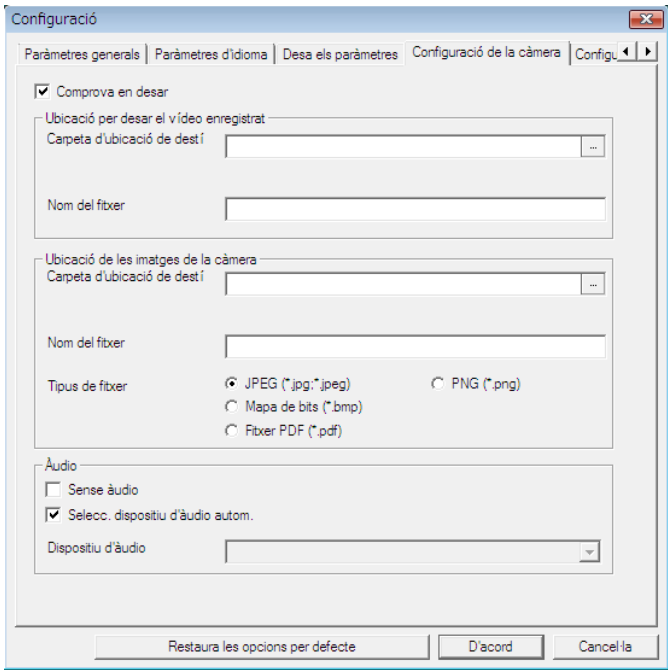 Configuració
Paràmetres generals Paràmetres d'idioma Desa els paràmetres Configuració de la càmera Configu
Comprova en desar
Ubicació per desar el vídeo enregistrat
Carpeta d'ubicació de destí ...
Nom del fitxer
Ubicació de les imatges de la càmera
Carpeta d'ubicació de destí ...
Nom del fitxer
Tipus de fitxer JPEG (*.jpg;*.jpeg) PNG (*.png)
Mapa de bits (*.bmp)
Fitxer PDF (*.pdf)
Àudio
Sense àudio
Selecc. dispositiu d'àudio autom.
Dispositiu d'àudio
Restaura les opcions per defecte D'acord Cancel·la